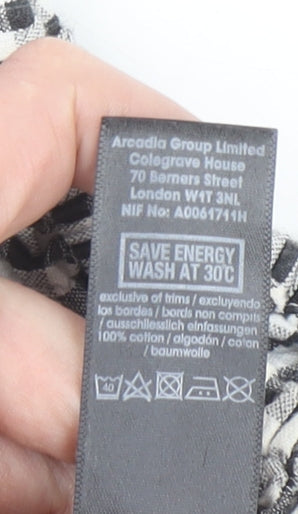 Arcadia Group Limited
Colegrave House
70 Berners Street
London W1T 3NL
NIF No: A0061711H
SAVE ENERGY
WASH AT 30°C
exclusive of trims / excluyendo
los bordes / bords non compris
/ ausschliesslich einfassungen
100% cotton / algodón / coton
/ baumwolle
40